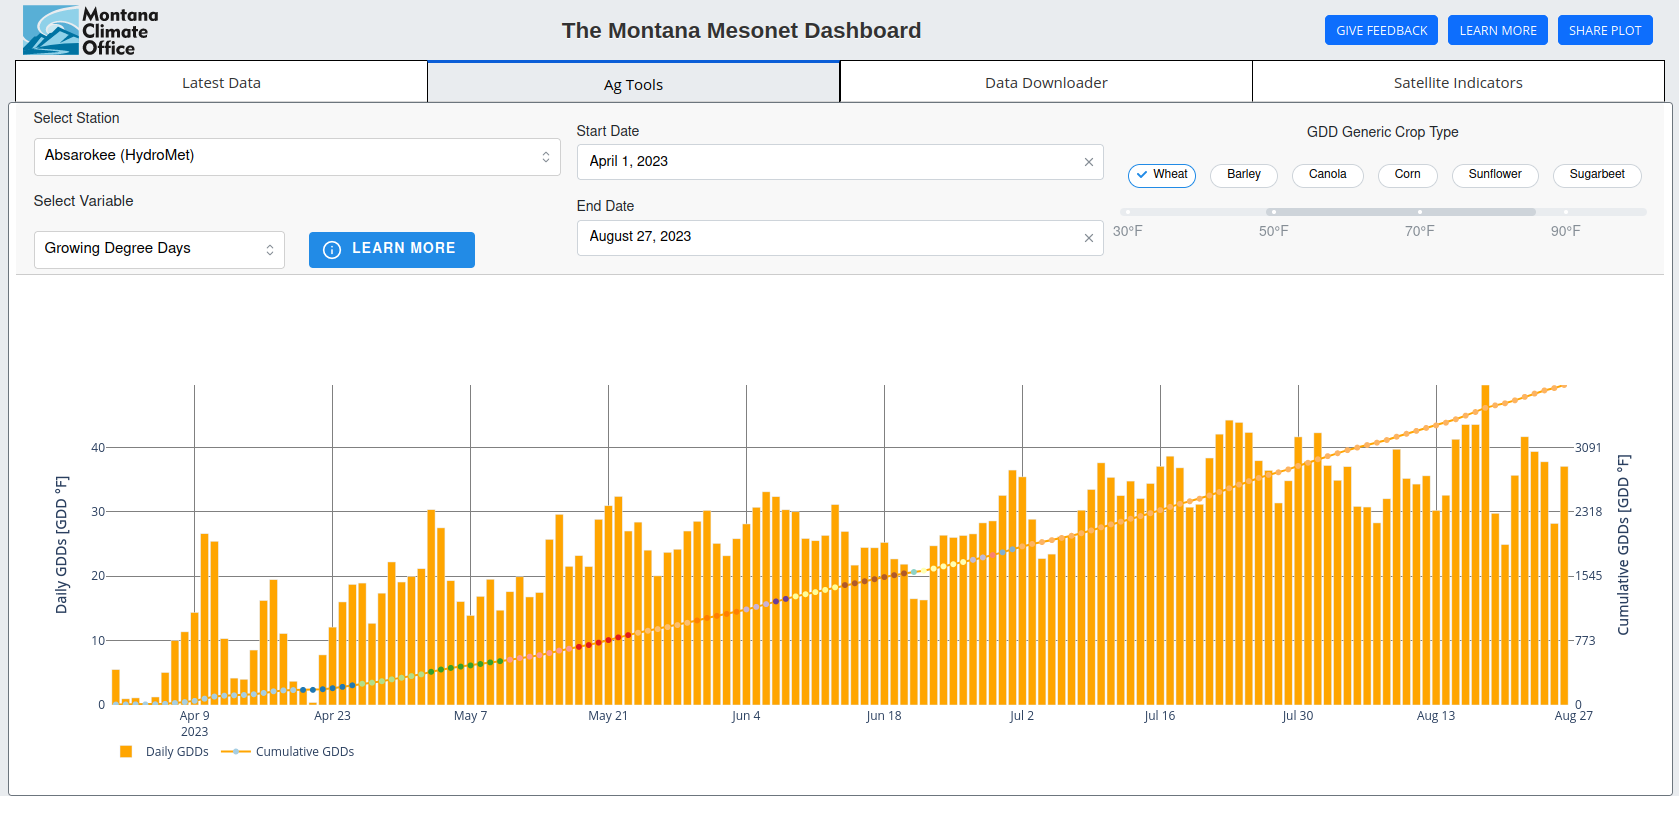 Montana
Climate
Office
The Montana Mesonet Dashboard
GIVE FEEDBACK
LEARN MORE
SHARE PLOT
Latest Data
Ag Tools
Data Downloader
Satellite Indicators
Select Station
Absarokee (HydroMet)
Select Variable
Growing Degree Days
LEARN MORE
Start Date
April 1, 2023
End Date
August 27, 2023
GDD Generic Crop Type
Wheat
Barley
Canola
Corn
Sunflower
Sugarbeet
30°F
50°F
70°F
90°F
Daily GDDs [GDD °F]
40
30
20
10
0
3091
2318
1545
773
0
Cumulative GDDs [GDD °F]
Apr 9
2023
Apr 23
May 7
May 21
Jun 4
Jun 18
Jul 2
Jul 16
Jul 30
Aug 13
Aug 27
Daily GDDs
Cumulative GDDs